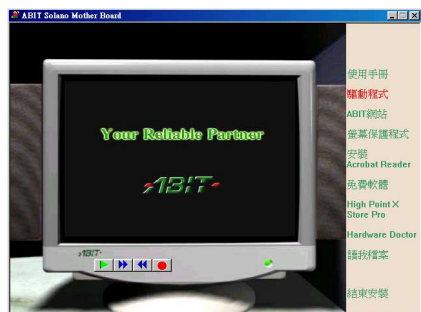 ABIT Solano Mother Board
Your Reliable Partner
ABIT
ABIT
使用手冊
驅動程式
ABIT網站
螢幕保護程式
安裝
Acrobat Reader
免費軟體
High Point X
Store Pro
Hardware Doctor
讀我檔案
結束安裝